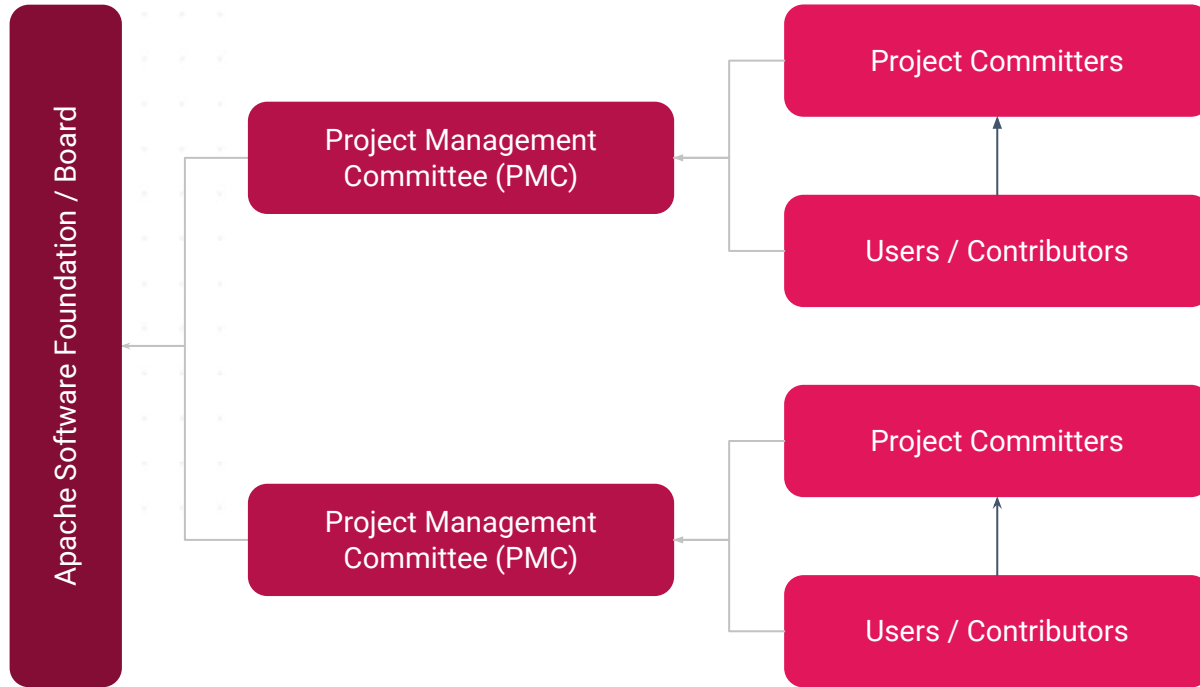 Apache Software Foundation / Board
Project Management
Committee (PMC)
Project Committers
Users / Contributors
Project Management
Committee (PMC)
Project Committers
Users / Contributors